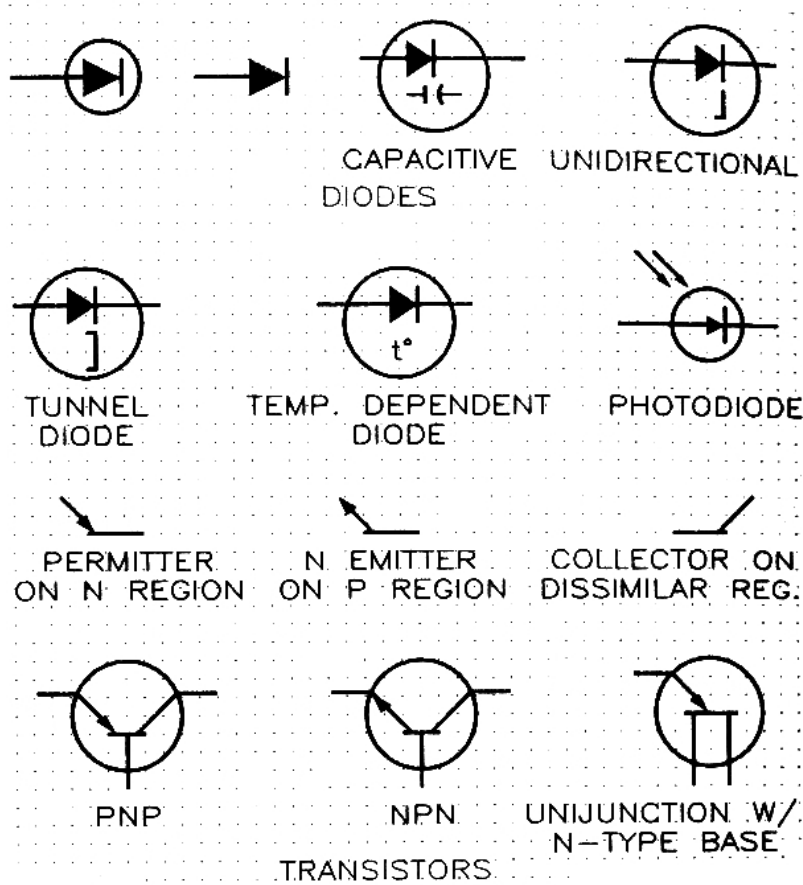 CAPACITIVE
DIODES
UNIDIRECTIONAL
TUNNEL
DIODE
t°
TEMP. DEPENDENT
DIODE
PHOTODIODE
PERMITTER
ON N REGION
N EMITTER
ON P REGION
COLLECTOR ON
DISSIMILAR REG.
PNP
NPN
UNIJUNCTION W/
N-TYPE BASE
TRANSISTORS